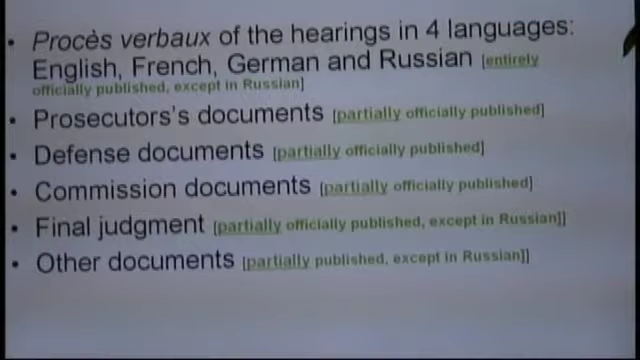 • Procès verbaux of the hearings in 4 languages:
English, French, German and Russian [entirely
officially published, except in Russian]
• Prosecutors's documents [partially officially published]
• Defense documents [partially officially published]
• Commission documents [partially officially published]
• Final judgment [partially officially published, except in Russian]]
• Other documents [partially published, except in Russian]]